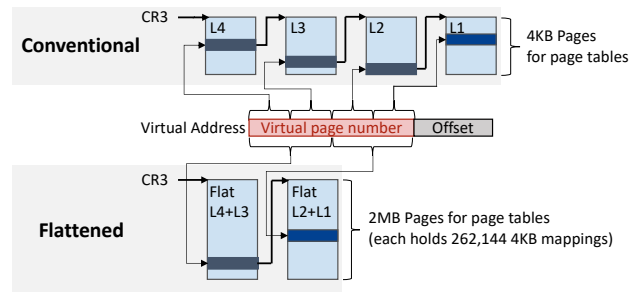 CR3
L4
L3
L2
L1
Conventional
4KB Pages
for page tables
Virtual Address
Virtual page number
Offset
CR3
Flat
L4+L3
Flat
L2+L1
Flattened
2MB Pages for page tables
(each holds 262,144 4KB mappings)